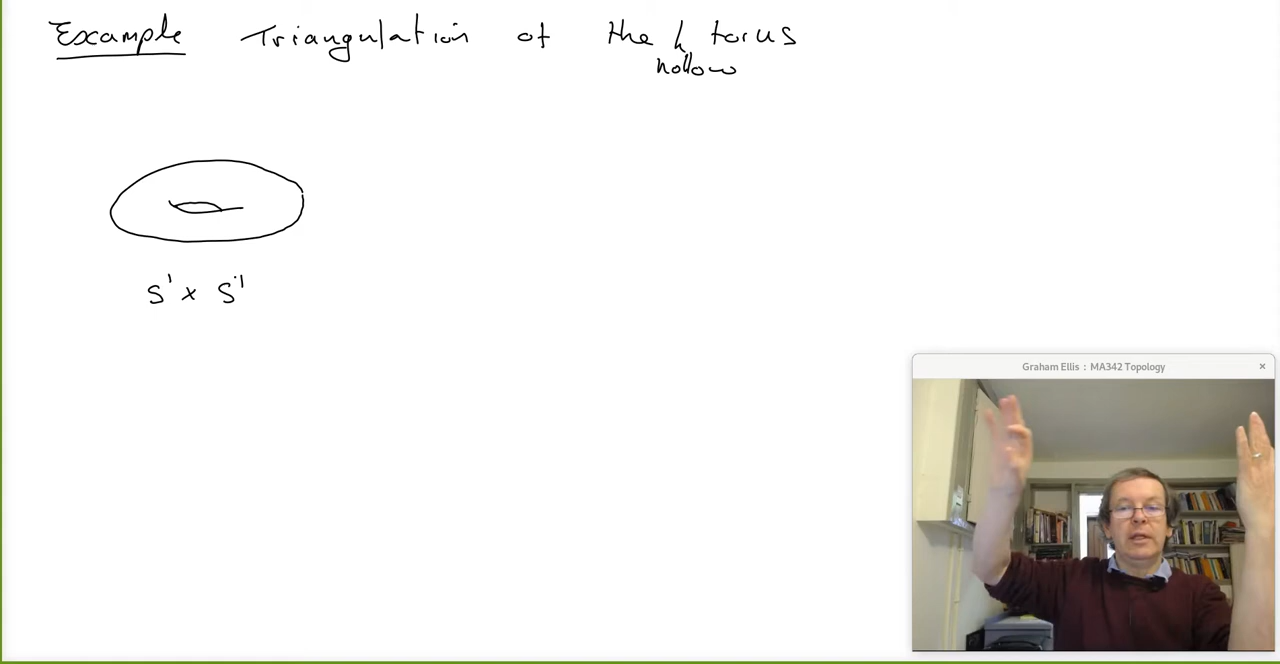 Example Triangulation of the hollow torus
S¹ × S¹
Graham Ellis : MA342 Topology